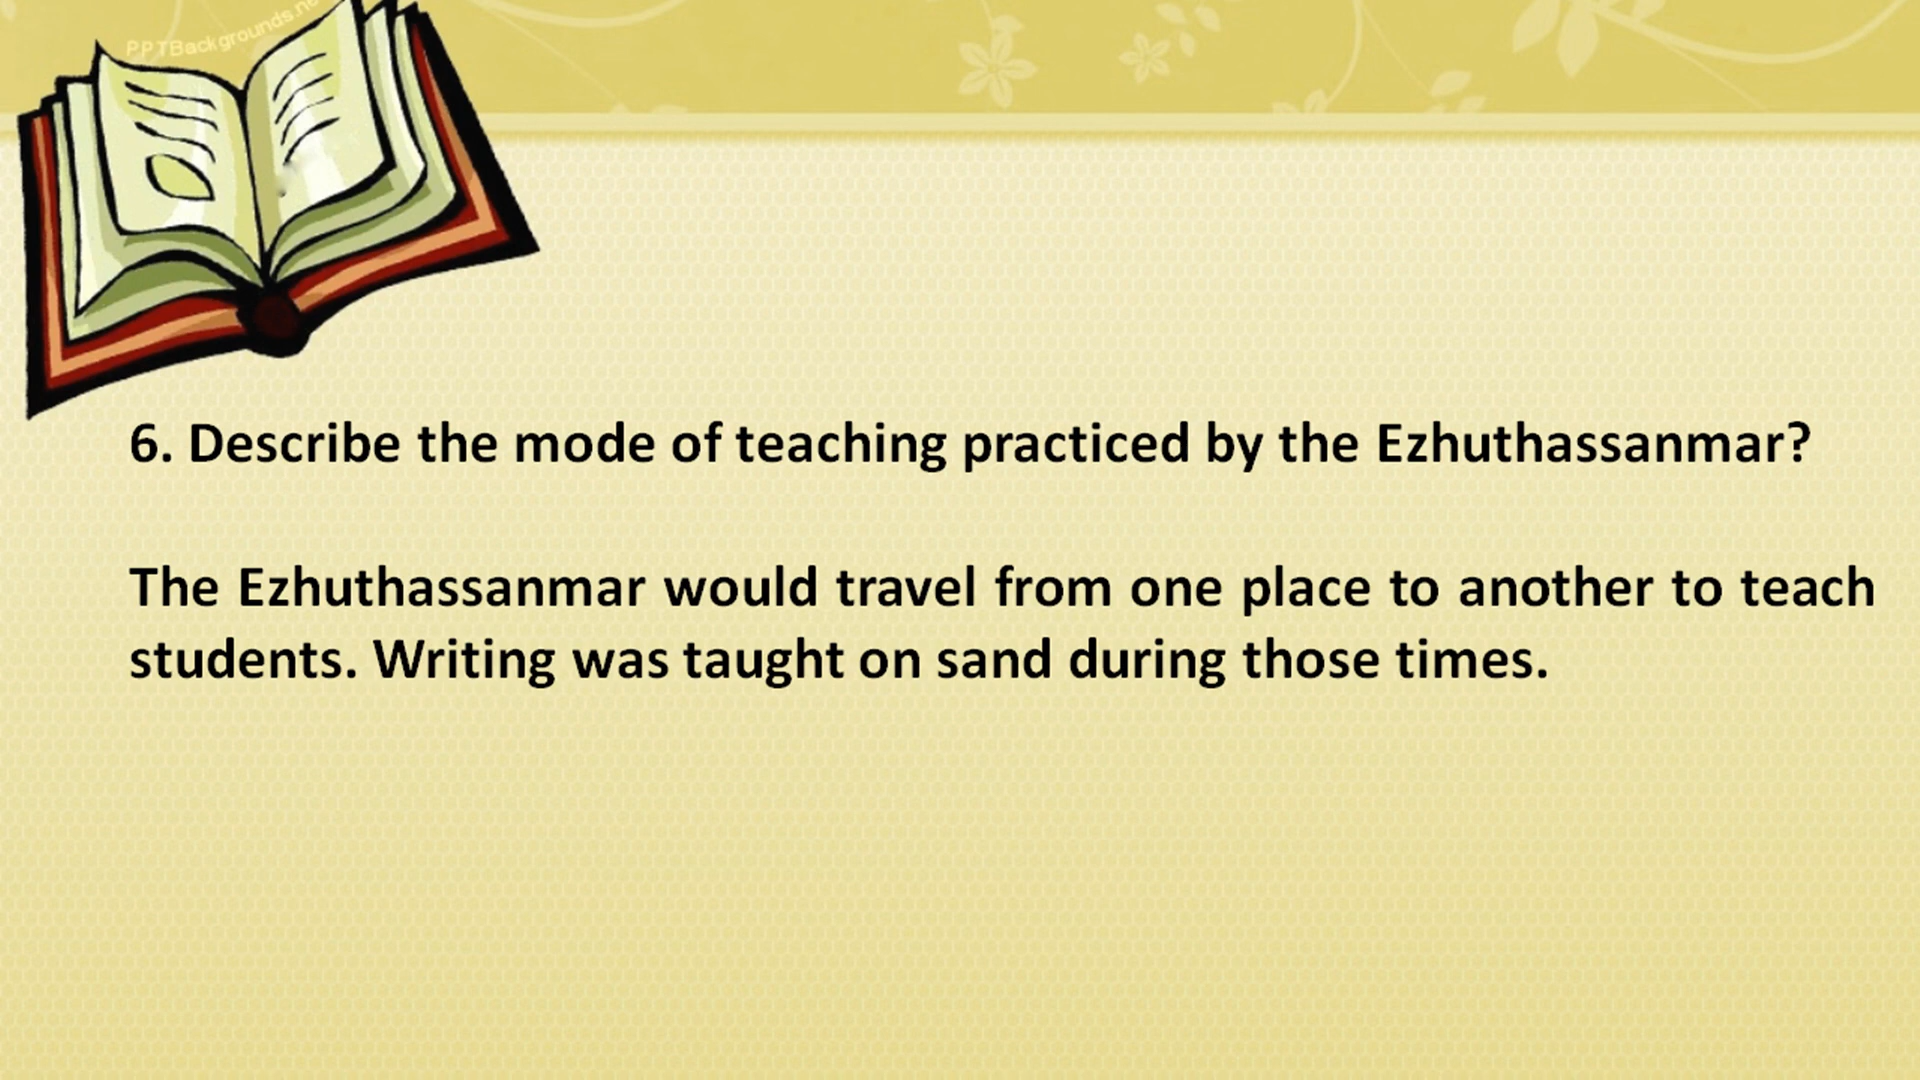 PPTBackgrounds.ne
6. Describe the mode of teaching practiced by the Ezhuthassanmar?
The Ezhuthassanmar would travel from one place to another to teach
students. Writing was taught on sand during those times.